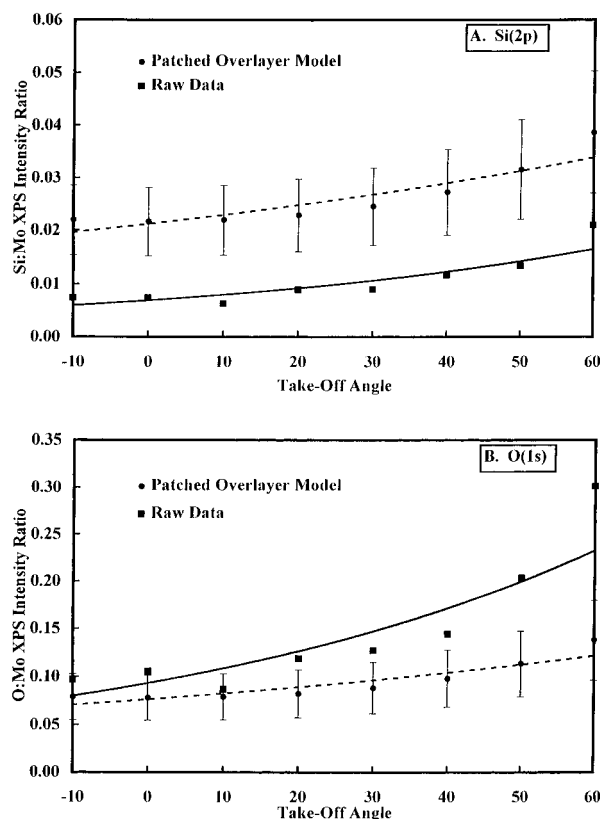 A. Si(2p)
Patched Overlayer Model
Raw Data
Si:Mo XPS Intensity Ratio
0.06
0.05
0.04
0.03
0.02
0.01
0.00
-10 0 10 20 30 40 50 60
Take-Off Angle
B. O(1s)
Patched Overlayer Model
Raw Data
O:Mo XPS Intensity Ratio
0.35
0.30
0.25
0.20
0.15
0.10
0.05
0.00
-10 0 10 20 30 40 50 60
Take-Off Angle